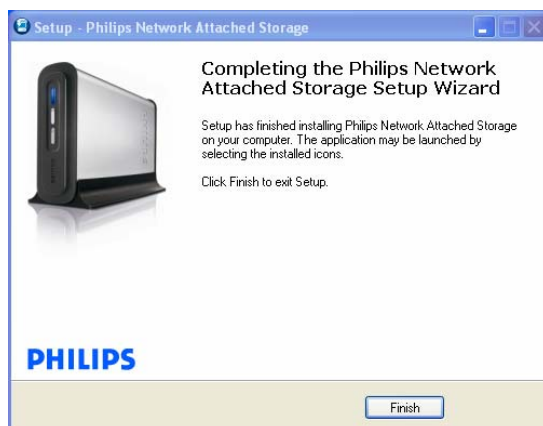 Setup - Philips Network Attached Storage
Completing the Philips Network
Attached Storage Setup Wizard
Setup has finished installing Philips Network Attached Storage
on your computer. The application may be launched by
selecting the installed icons.
Click Finish to exit Setup.
PHILIPS
Finish